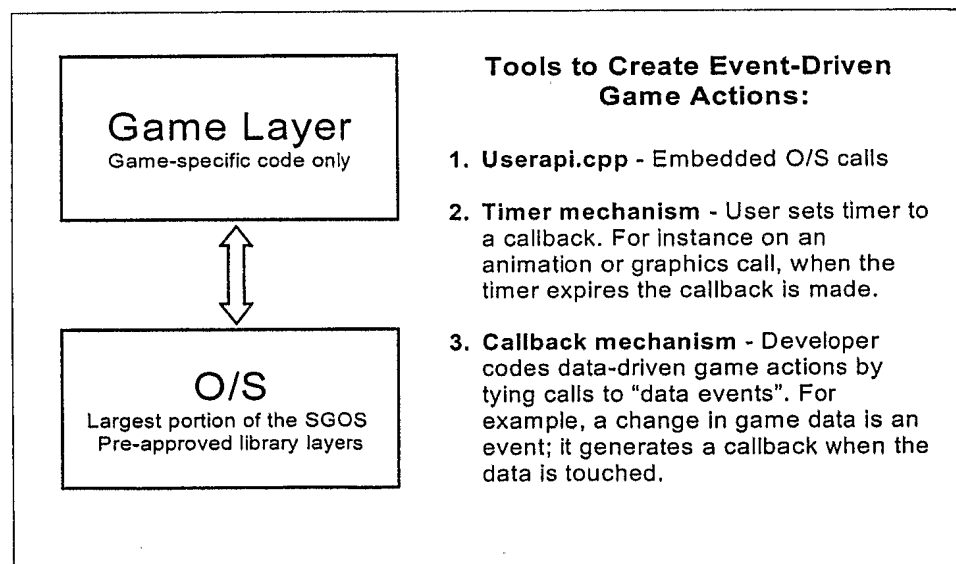 Game Layer
Game-specific code only
O/S
Largest portion of the SGOS
Pre-approved library layers
Tools to Create Event-Driven
Game Actions:
1. Userapi.cpp - Embedded O/S calls
2. Timer mechanism - User sets timer to
a callback. For instance on an
animation or graphics call, when the
timer expires the callback is made.
3. Callback mechanism - Developer
codes data-driven game actions by
tying calls to “data events”. For
example, a change in game data is an
event; it generates a callback when the
data is touched.